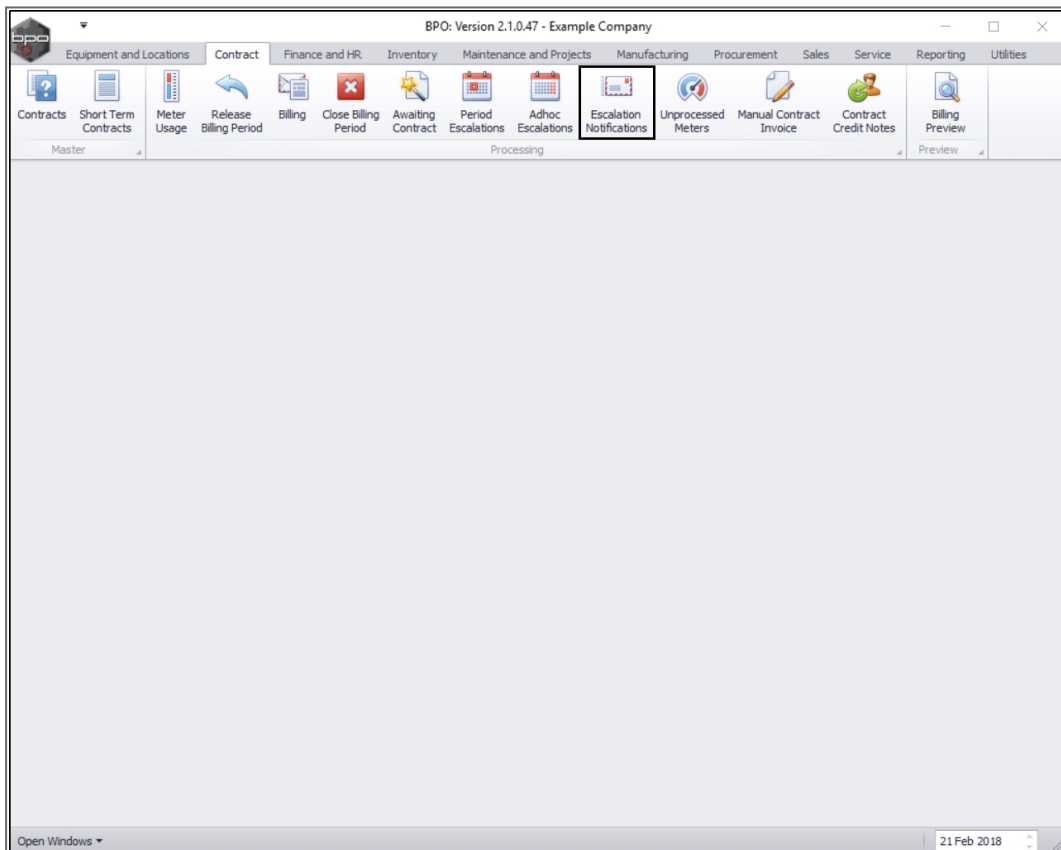 BPO: Version 2.1.0.47 - Example Company
bpo
Equipment and Locations Contract Finance and HR Inventory Maintenance and Projects Manufacturing Procurement Sales Service Reporting Utilities
Contracts Short Term Meter Release Billing Close Billing Awaiting Period Adhoc Escalation Unprocessed Manual Contract Contract Billing
Contracts Usage Billing Period Period Contract Escalations Escalations Notifications Meters Invoice Credit Notes Preview
Master Processing Preview
Open Windows 21 Feb 2018